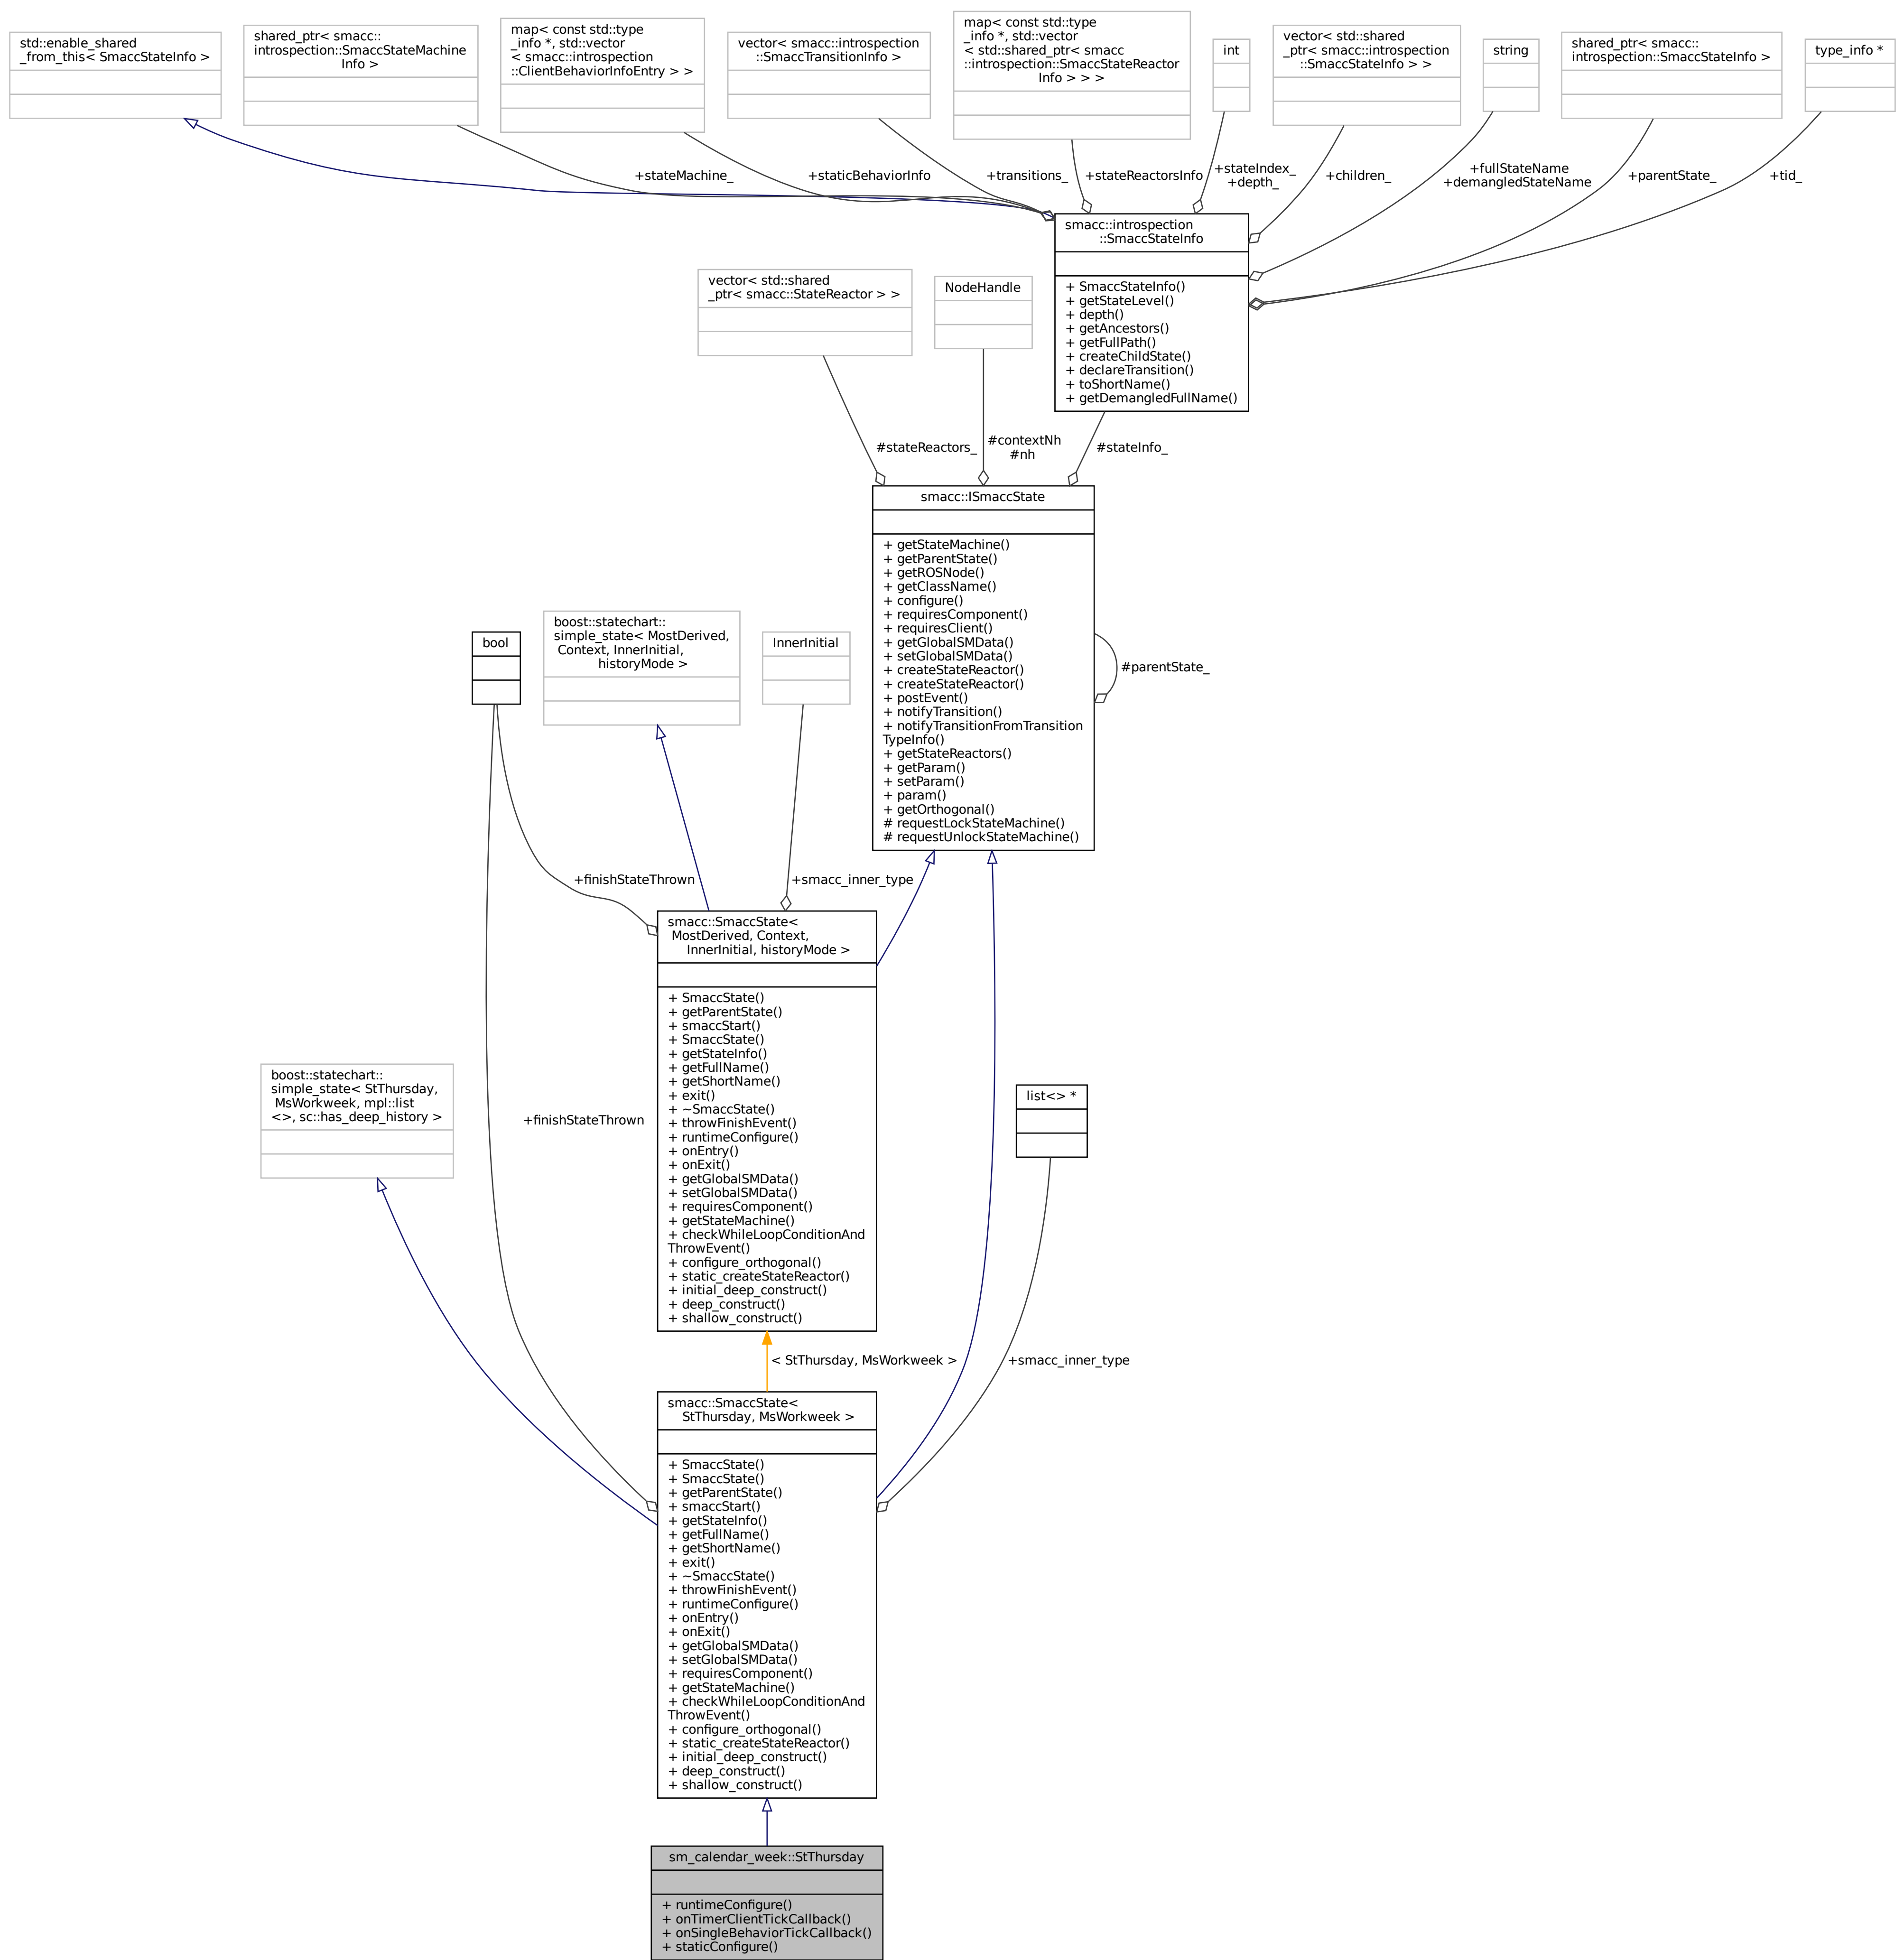 std::enable_shared
_from_this< SmaccStateInfo >
shared_ptr< smacc::
introspection::SmaccStateMachine
Info >
map< const std::type
_info *, std::vector
< smacc::introspection
::ClientBehaviorInfoEntry > >
vector< smacc::introspection
::SmaccTransitionInfo >
map< const std::type
_info *, std::vector
< std::shared_ptr< smacc
::introspection::SmaccStateReactor
Info > > >
int
vector< std::shared
_ptr< smacc::introspection
::SmaccStateInfo > >
string
shared_ptr< smacc::
introspection::SmaccStateInfo >
type_info *
+stateMachine_
+staticBehaviorInfo
+transitions_
+stateReactorsInfo
+stateIndex_
+depth_
+children_
+fullStateName
+demangledStateName
+parentState_
+tid_
smacc::introspection
::SmaccStateInfo
+ SmaccStateInfo()
+ getStateLevel()
+ depth()
+ getAncestors()
+ getFullPath()
+ createChildState()
+ declareTransition()
+ toShortName()
+ getDemangledFullName()
vector< std::shared
_ptr< smacc::StateReactor > >
NodeHandle
#stateReactors_
#contextNh
#nh
#stateInfo_
smacc::ISmaccState
+ getStateMachine()
+ getParentState()
+ getROSNode()
+ getClassName()
+ configure()
+ requiresComponent()
+ requiresClient()
+ getGlobalSMData()
+ setGlobalSMData()
+ createStateReactor()
+ createStateReactor()
+ postEvent()
+ notifyTransition()
+ notifyTransitionFromTransition
TypeInfo()
+ getStateReactors()
+ getParam()
+ setParam()
+ param()
+ getOrthogonal()
# requestLockStateMachine()
# requestUnlockStateMachine()
#parentState_
bool
boost::statechart::
simple_state< MostDerived,
Context, InnerInitial,
historyMode >
InnerInitial
+finishStateThrown
+smacc_inner_type
smacc::SmaccState<
MostDerived, Context,
InnerInitial, historyMode >
+ SmaccState()
+ getParentState()
+ smaccStart()
+ SmaccState()
+ getStateInfo()
+ getFullName()
+ getShortName()
+ exit()
+ ~SmaccState()
+ throwFinishEvent()
+ runtimeConfigure()
+ onEntry()
+ onExit()
+ getGlobalSMData()
+ setGlobalSMData()
+ requiresComponent()
+ getStateMachine()
+ checkWhileLoopConditionAnd
ThrowEvent()
+ configure_orthogonal()
+ static_createStateReactor()
+ initial_deep_construct()
+ deep_construct()
+ shallow_construct()
boost::statechart::
simple_state< StThursday,
MsWorkweek, mpl::list
<>, sc::has_deep_history >
+finishStateThrown
list<> *
< StThursday, MsWorkweek >
+smacc_inner_type
smacc::SmaccState<
StThursday, MsWorkweek >
+ SmaccState()
+ SmaccState()
+ getParentState()
+ smaccStart()
+ getStateInfo()
+ getFullName()
+ getShortName()
+ exit()
+ ~SmaccState()
+ throwFinishEvent()
+ runtimeConfigure()
+ onEntry()
+ onExit()
+ getGlobalSMData()
+ setGlobalSMData()
+ requiresComponent()
+ getStateMachine()
+ checkWhileLoopConditionAnd
ThrowEvent()
+ configure_orthogonal()
+ static_createStateReactor()
+ initial_deep_construct()
+ deep_construct()
+ shallow_construct()
sm_calendar_week::StThursday
+ runtimeConfigure()
+ onTimerClientTickCallback()
+ onSingleBehaviorTickCallback()
+ staticConfigure()